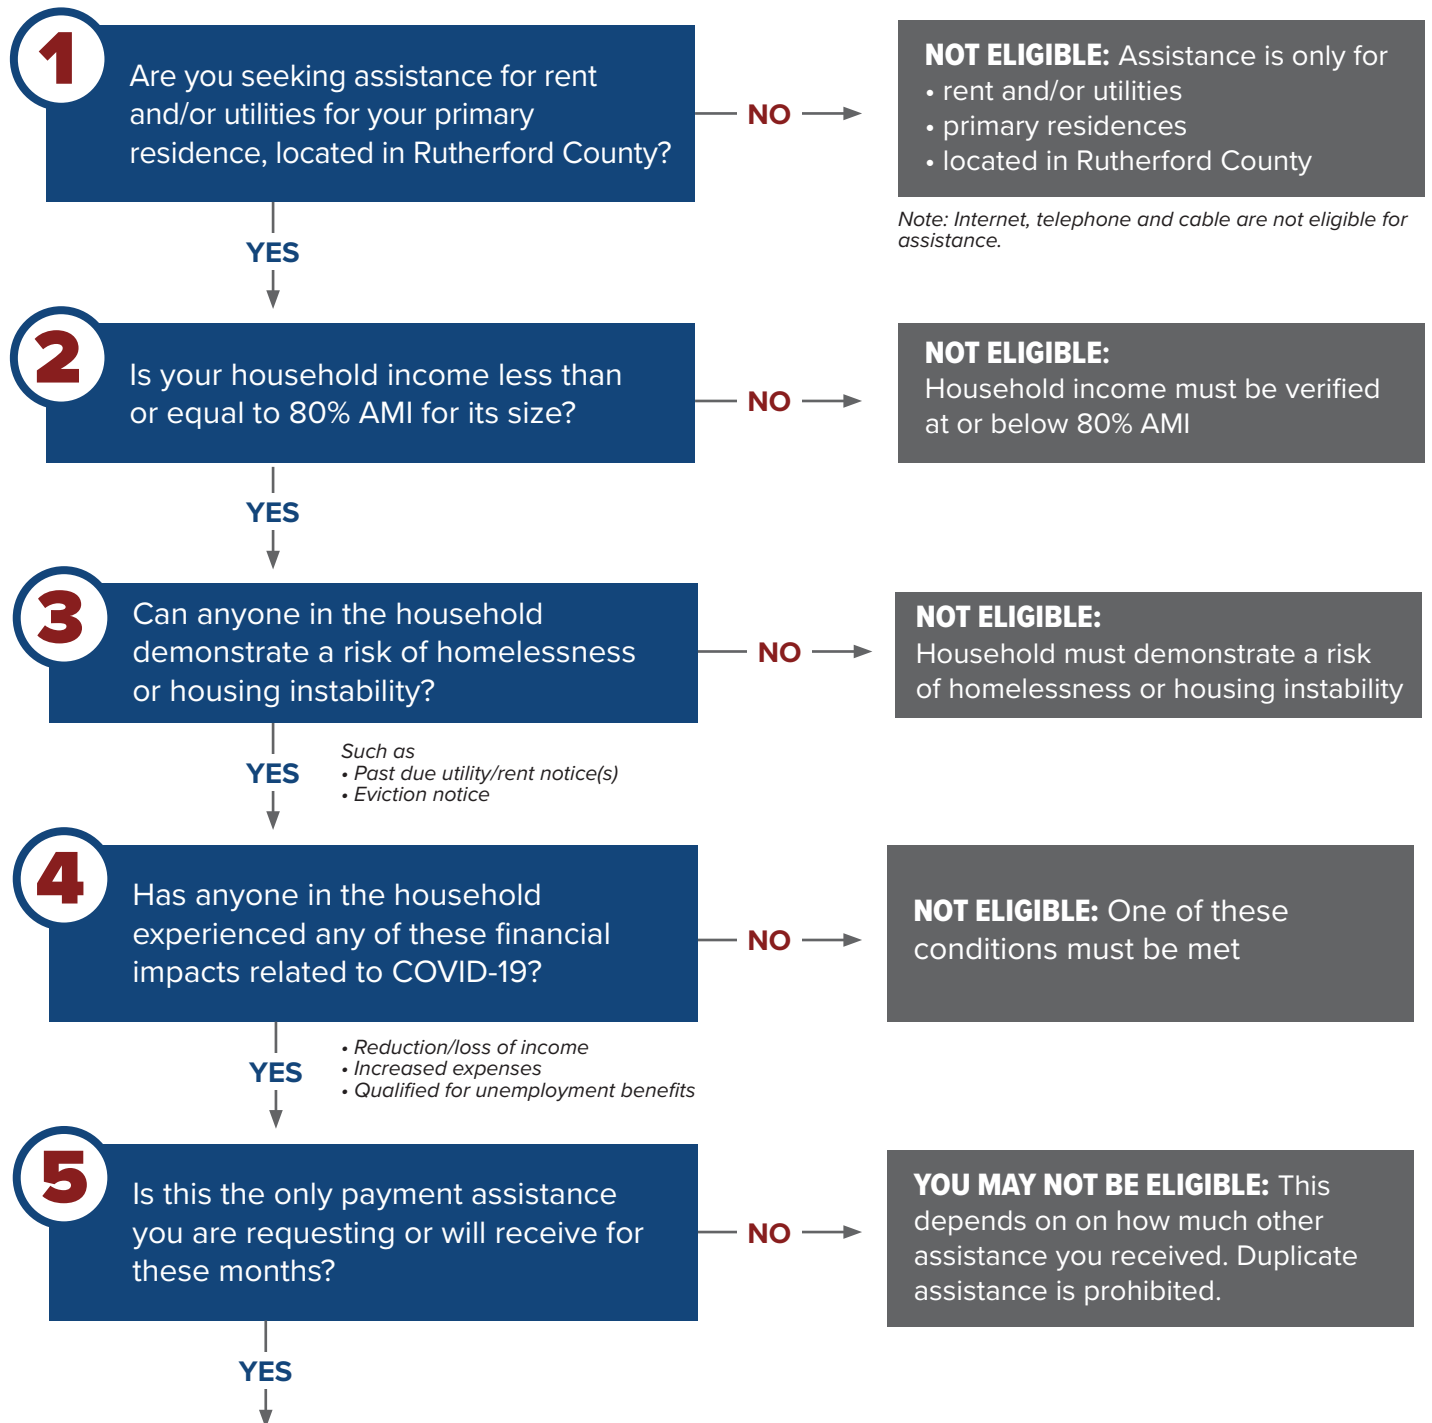 1
Are you seeking assistance for rent
and/or utilities for your primary
residence, located in Rutherford County?
NO
NOT ELIGIBLE: Assistance is only for
• rent and/or utilities
• primary residences
• located in Rutherford County
Note: Internet, telephone and cable are not eligible for
assistance.
YES
2
Is your household income less than
or equal to 80% AMI for its size?
NO
NOT ELIGIBLE:
Household income must be verified
at or below 80% AMI
YES
3
Can anyone in the household
demonstrate a risk of homelessness
or housing instability?
NO
NOT ELIGIBLE:
Household must demonstrate a risk
of homelessness or housing instability
YES
Such as
• Past due utility/rent notice(s)
• Eviction notice
4
Has anyone in the household
experienced any of these financial
impacts related to COVID-19?
NO
NOT ELIGIBLE: One of these
conditions must be met
YES
• Reduction/loss of income
• Increased expenses
• Qualified for unemployment benefits
5
Is this the only payment assistance
you are requesting or will receive for
these months?
NO
YOU MAY NOT BE ELIGIBLE: This
depends on on how much other
assistance you received. Duplicate
assistance is prohibited.
YES